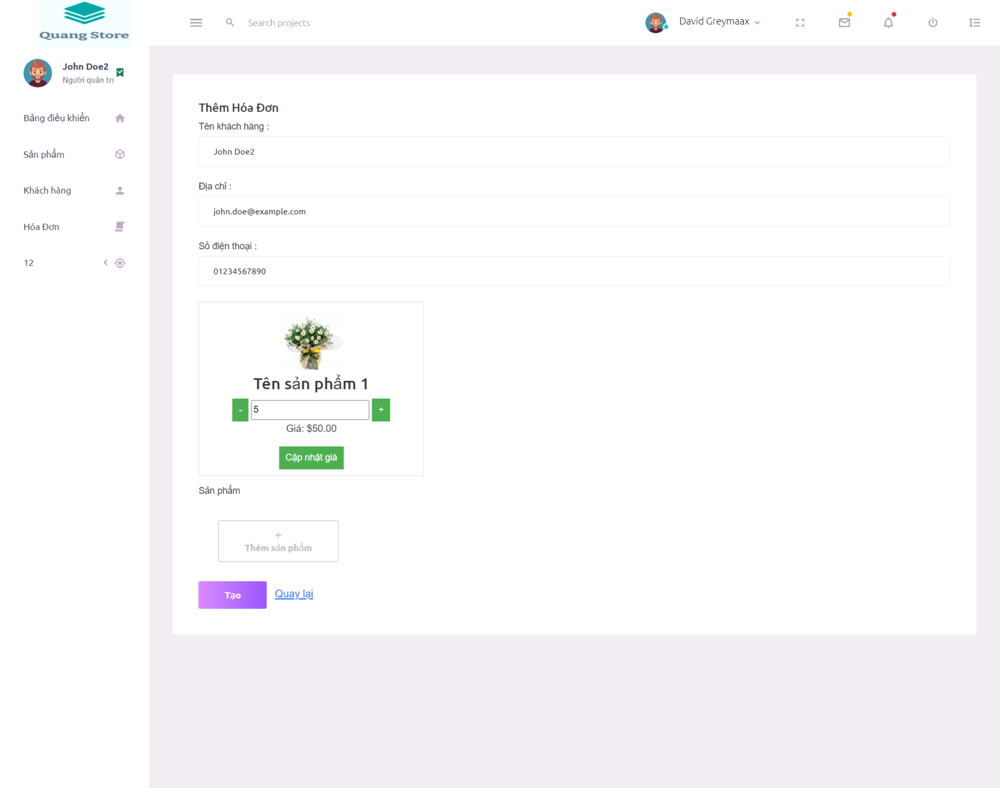 Quang Store
Search projects
David Greymaax
John Doe2
Người quản trị
Bảng điều khiển
Sản phẩm
Khách hàng
Hóa Đơn
12
Thêm Hóa Đơn
Tên khách hàng :
John Doe2
Địa chỉ :
john.doe@example.com
Số điện thoại :
01234567890
Tên sản phẩm 1
- 5 +
Giá: $50.00
Cập nhật giá
Sản phẩm
+
Thêm sản phẩm
Tạo
Quay lại